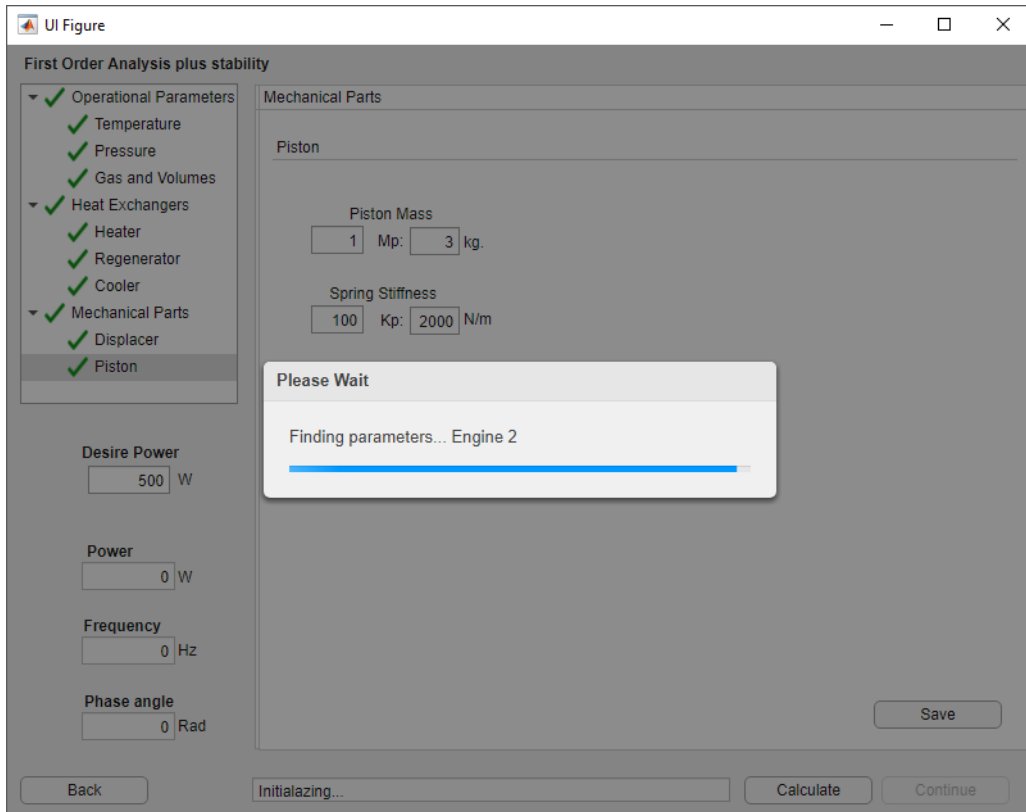 UI Figure
First Order Analysis plus stability
Operational Parameters
Temperature
Pressure
Gas and Volumes
Heat Exchangers
Heater
Regenerator
Cooler
Mechanical Parts
Displacer
Piston
Mechanical Parts
Piston
Piston Mass
1 Mp: 3 kg.
Spring Stiffness
100 Kp: 2000 N/m
Please Wait
Finding parameters... Engine 2
Desire Power
500 W
Power
0 W
Frequency
0 Hz
Phase angle
0 Rad
Save
Back
Initialazing...
Calculate
Continue